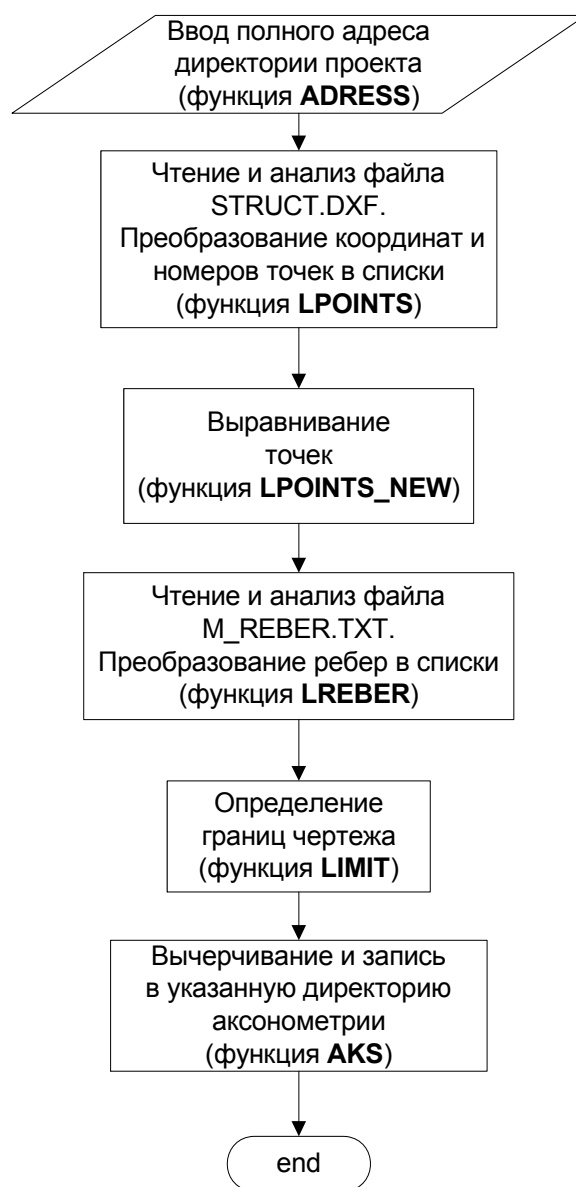 Ввод полного адреса
директории проекта
(функция ADRESS)
Чтение и анализ файла
STRUCT.DXF.
Преобразование координат и
номеров точек в списки
(функция LPOINTS)
Выравнивание
точек
(функция LPOINTS_NEW)
Чтение и анализ файла
M_REBER.TXT.
Преобразование ребер в списки
(функция LREBER)
Определение
границ чертежа
(функция LIMIT)
Вычерчивание и запись
в указанную директорию
аксонометрии
(функция AKS)
end